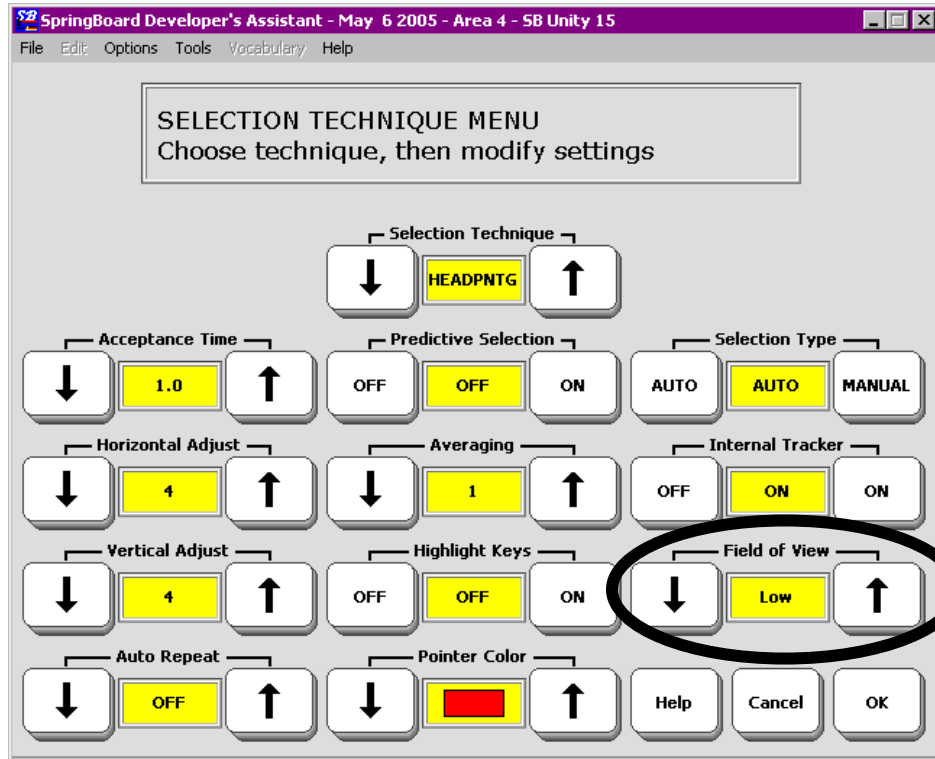 SB SpringBoard Developer's Assistant - May 6 2005 - Area 4 - SB Unity 15
File Edit Options Tools Vocabulary Help
SELECTION TECHNIQUE MENU
Choose technique, then modify settings
Selection Technique
HEADPNTG
Acceptance Time Predictive Selection Selection Type
1.0 OFF OFF ON AUTO AUTO MANUAL
Horizontal Adjust Averaging Internal Tracker
4 1 OFF ON ON
Vertical Adjust Highlight Keys Field of View
4 OFF OFF ON Low
Auto Repeat Pointer Color
OFF Help Cancel OK